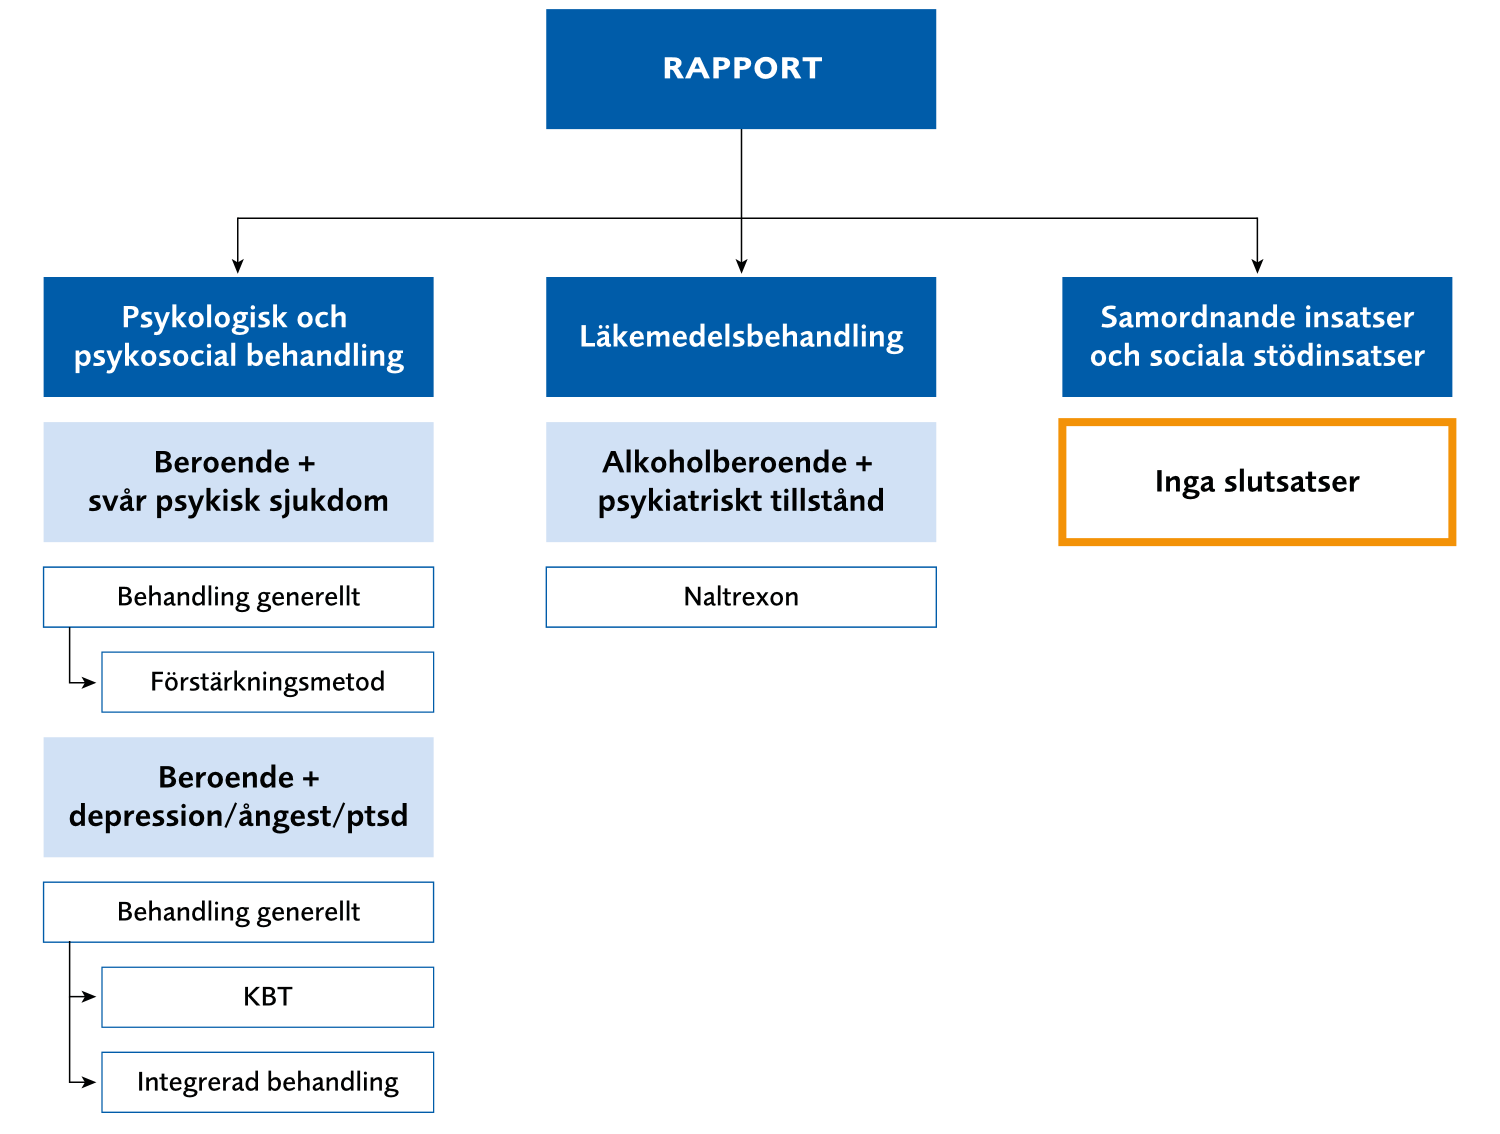 RAPPORT
Psykologisk och
psykosocial behandling
Läkemedelsbehandling
Samordnande insatser
och sociala stödinsatser
Beroende +
svår psykisk sjukdom
Alkoholberoende +
psykiatriskt tillstånd
Inga slutsatser
Behandling generellt
Naltrexon
Förstärkningsmetod
Beroende +
depression/ångest/ptsd
Behandling generellt
KBT
Integrerad behandling